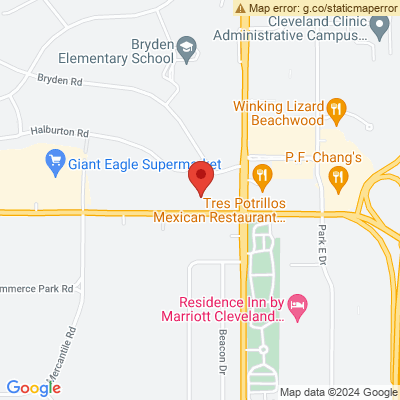 Map error: g.co/staticmaperror
Cleveland Clinic
Administrative Campus...
Bryden
Elementary School
Bryden Rd
Winking Lizard
Beachwood
Halburton Rd
Giant Eagle Supermarket
P.F. Chang's
Tres Potrillos
Mexican Restaurant...
Park E Dr
ommerce Park Rd
Mercantile Rd
Residence Inn by
Marriott Cleveland...
Beacon Dr
Google
Map data ©2024 Google